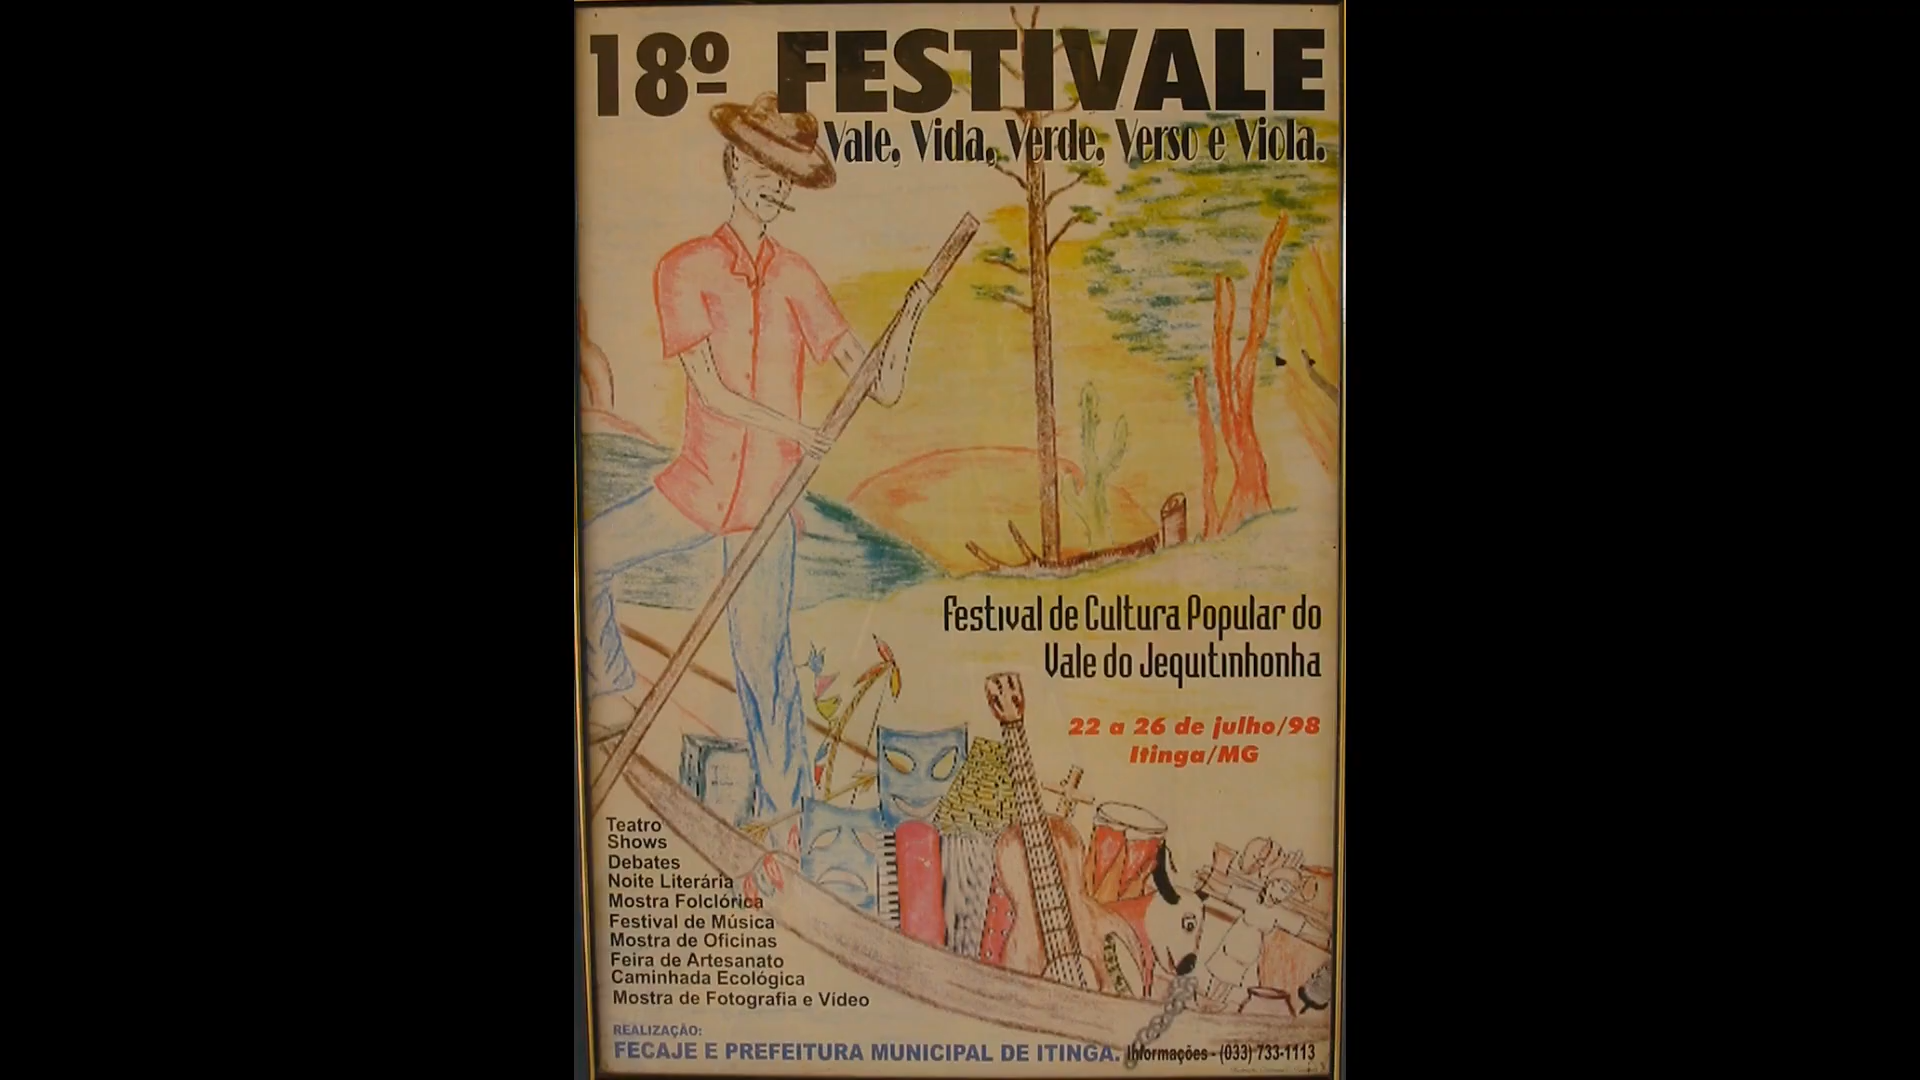 18º FESTIVALE
Vale, Vida, Verde, Verso e Viola.
Festival de Cultura Popular do
Vale do Jequitinhonha
22 a 26 de julho/98
Itinga/MG
Teatro
Shows
Debates
Noite Literária
Mostra Folclórica
Festival de Música
Mostra de Oficinas
Feira de Artesanato
Caminhada Ecológica
Mostra de Fotografia e Vídeo
REALIZAÇÃO:
FECAJE E PREFEITURA MUNICIPAL DE ITINGA. Informações - (033) 733-1113